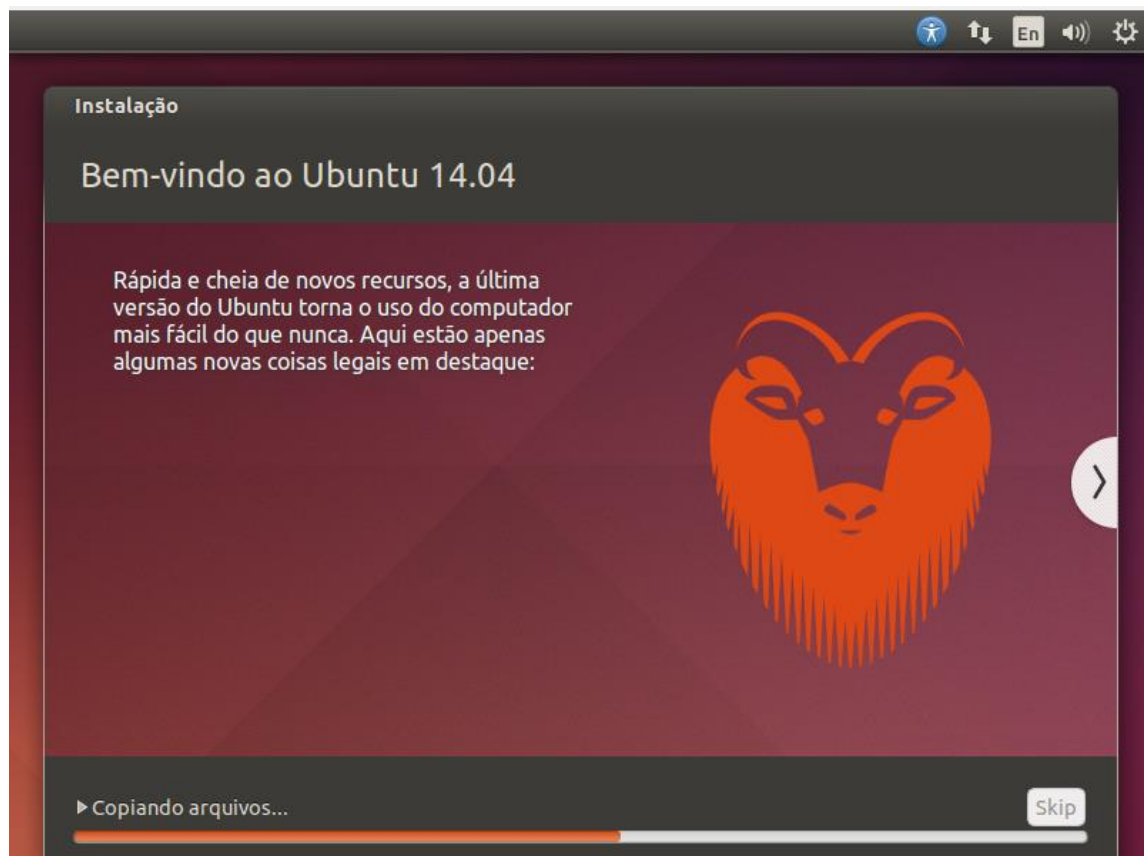 En
Instalação
Bem-vindo ao Ubuntu 14.04
Rápida e cheia de novos recursos, a última
versão do Ubuntu torna o uso do computador
mais fácil do que nunca. Aqui estão apenas
algumas novas coisas legais em destaque:
Copiando arquivos...
Skip